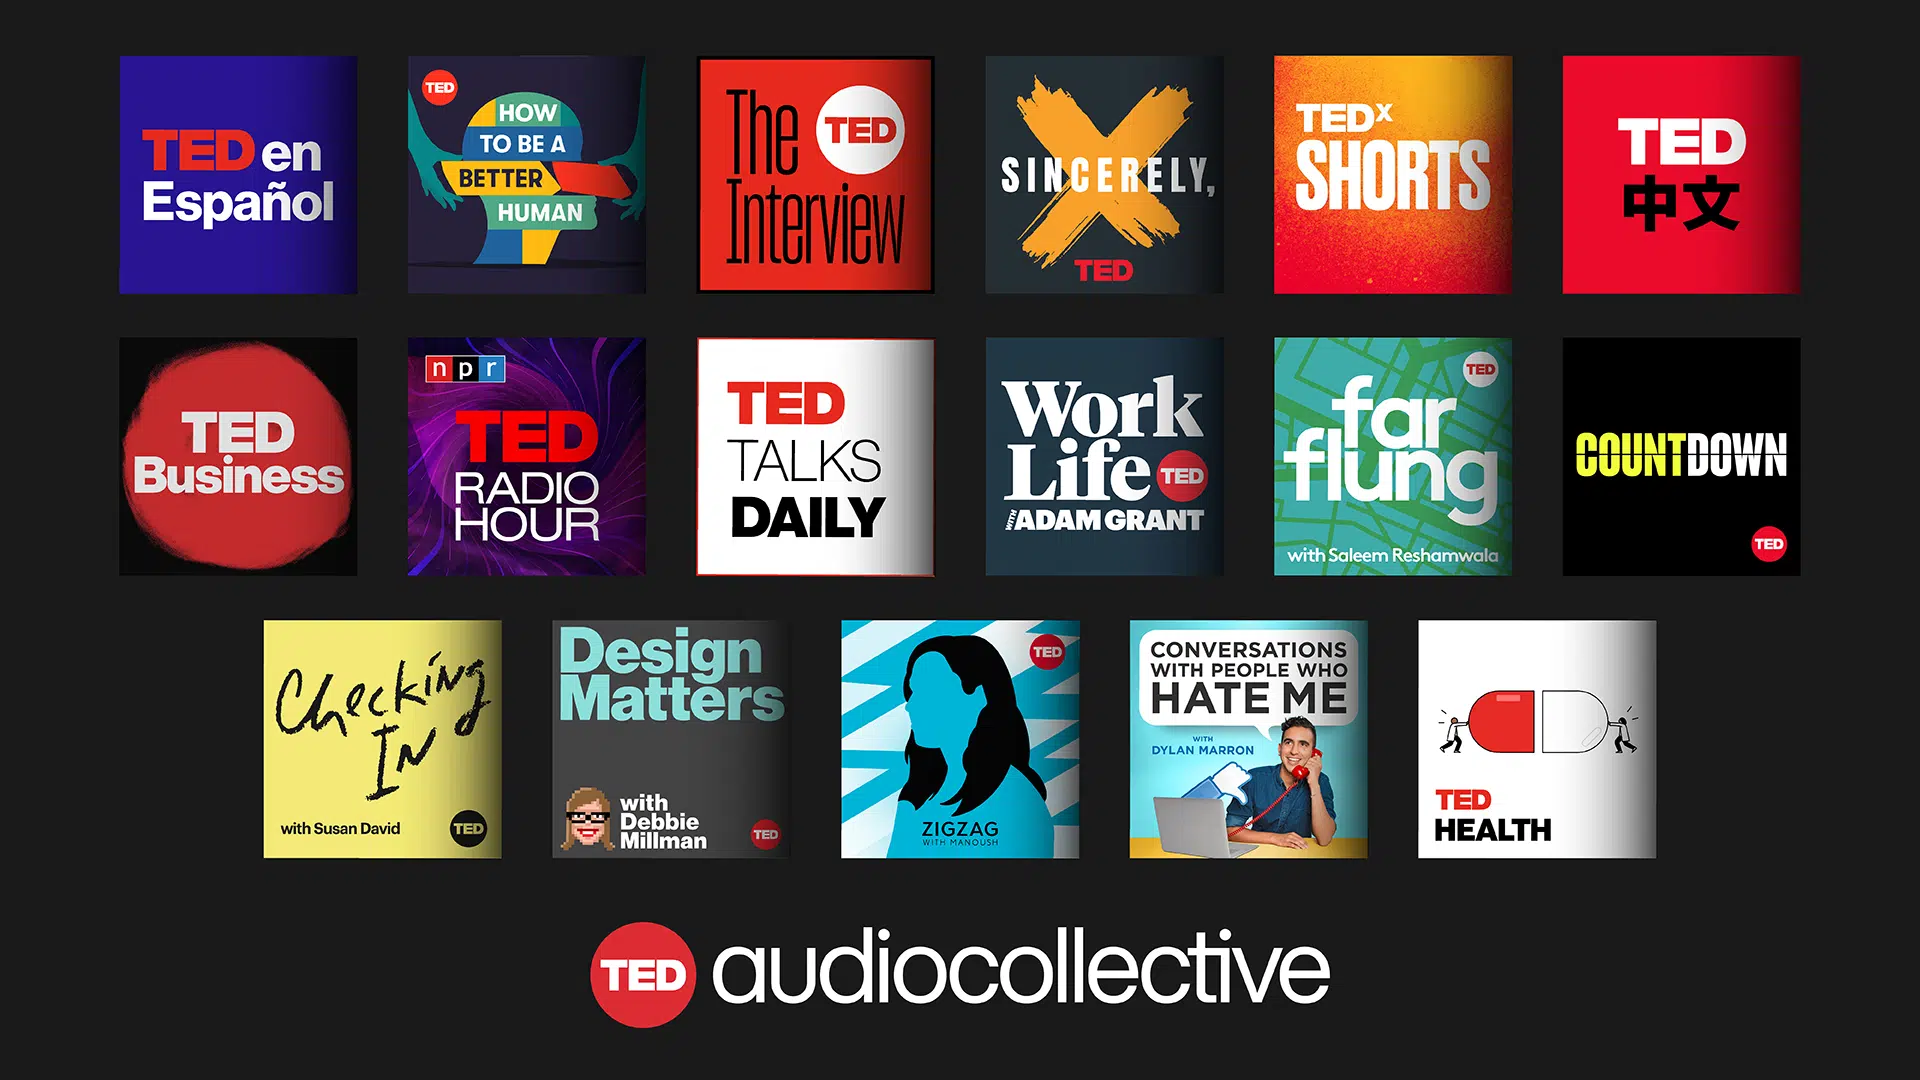 TED en
Español
TED
HOW
TO BE A
BETTER
HUMAN
The
TED
Interview
SINCERELY,
TED
TEDx
SHORTS
TED
中文
TED
Business
npr
TED
RADIO
HOUR
TED
TALKS
DAILY
Work
Life
TED
WITH ADAM GRANT
TED
far
flung
with Saleem Reshamwala
COUNTDOWN
TED
Checking
In
with Susan David
TED
Design
Matters
with
Debbie
Millman
TED
TED
ZIGZAG
WITH MANOUSH
CONVERSATIONS
WITH PEOPLE WHO
HATE ME
WITH
DYLAN MARRON
TED
HEALTH
TED audiocollective